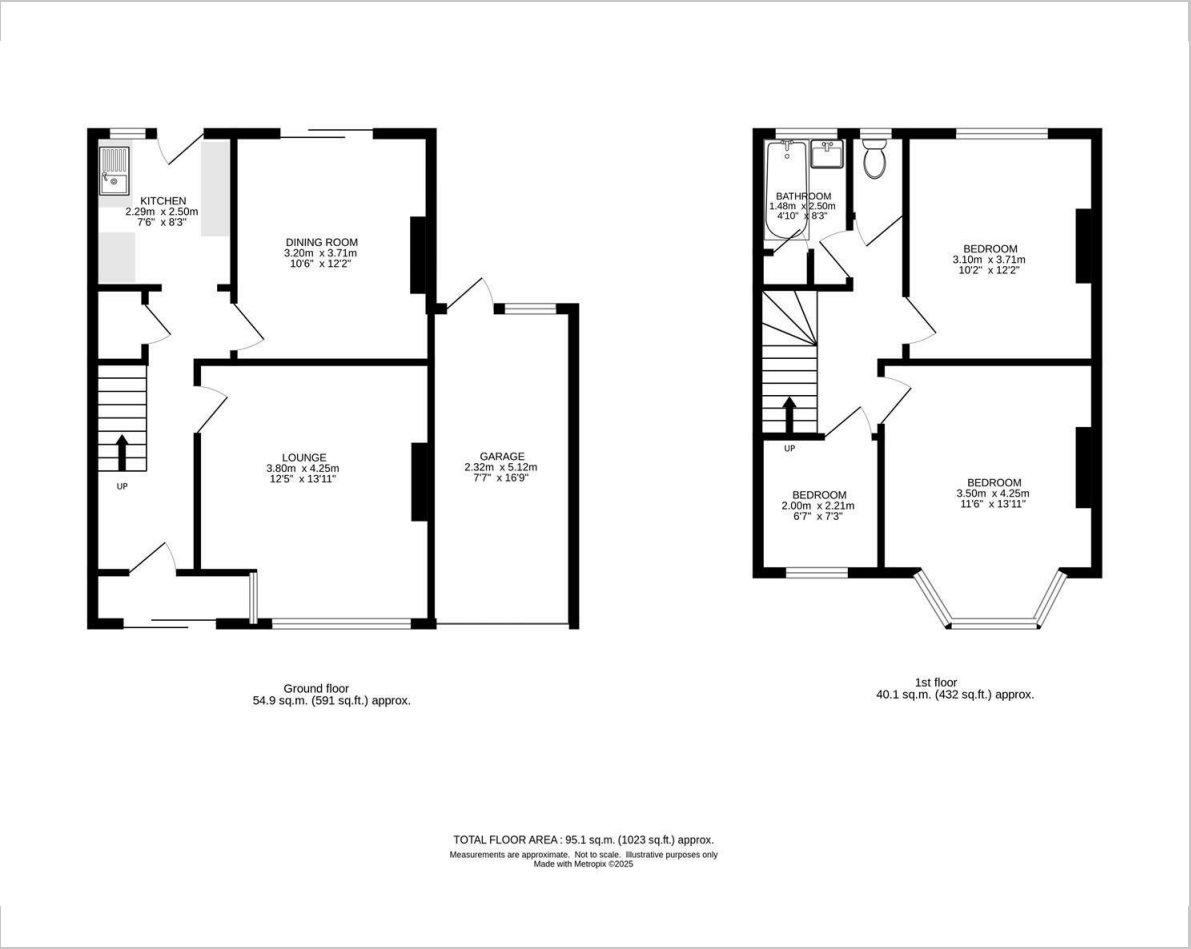 KITCHEN
2.29m x 2.50m
7'6" x 8'3"
DINING ROOM
3.20m x 3.71m
10'6" x 12'2"
LOUNGE
3.80m x 4.25m
12'5" x 13'11"
GARAGE
2.32m x 5.12m
7'7" x 16'9"
UP
Ground floor
54.9 sq.m. (591 sq.ft.) approx.
BATHROOM
1.48m x 2.50m
4'10" x 8'3"
BEDROOM
3.10m x 3.71m
10'2" x 12'2"
UP
BEDROOM
2.00m x 2.21m
6'7" x 7'3"
BEDROOM
3.50m x 4.25m
11'6" x 13'11"
1st floor
40.1 sq.m. (432 sq.ft.) approx.
TOTAL FLOOR AREA : 95.1 sq.m. (1023 sq.ft.) approx.
Measurements are approximate. Not to scale. Illustrative purposes only
Made with Metropix ©2025